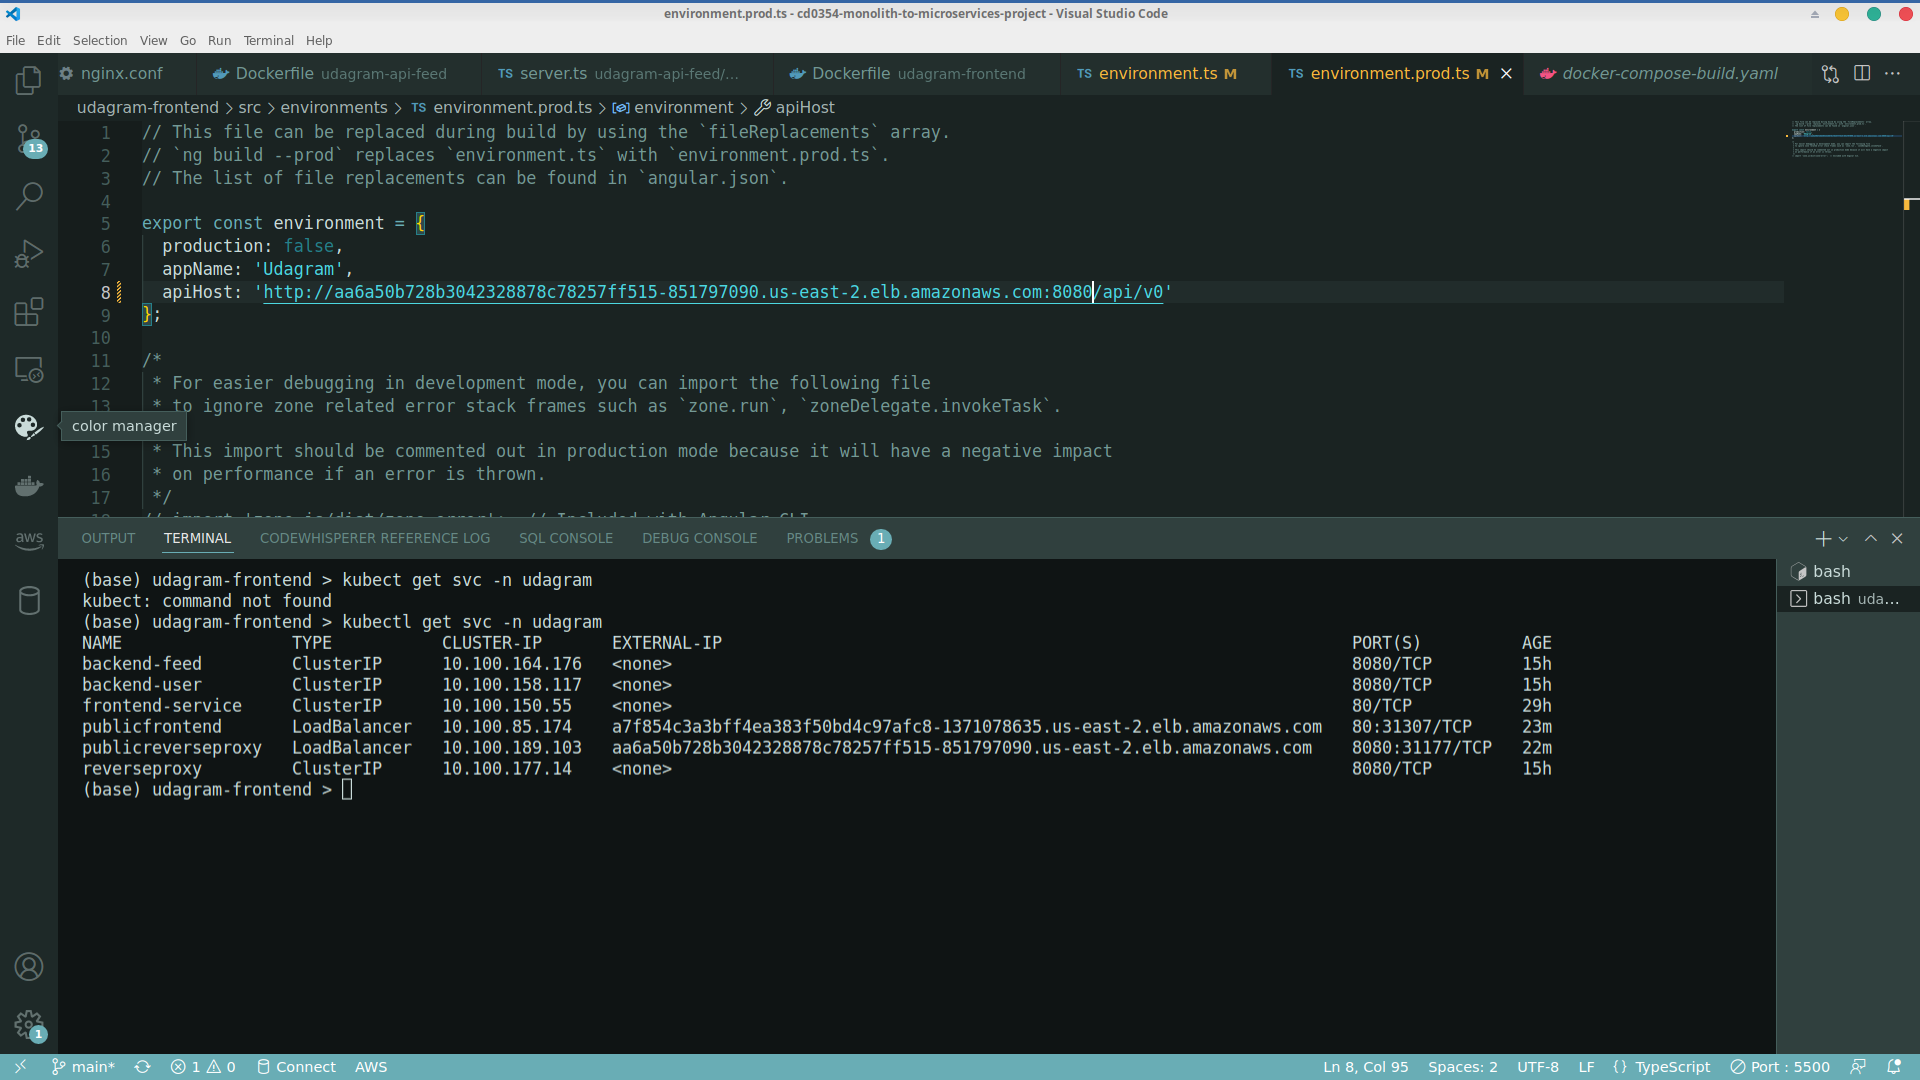 environment.prod.ts - cd0354-monolith-to-microservices-project - Visual Studio Code
File Edit Selection View Go Run Terminal Help
nginx.conf Dockerfile udagram-api-feed TS server.ts udagram-api-feed/... Dockerfile udagram-frontend TS environment.ts M TS environment.prod.ts M docker-compose-build.yaml
udagram-frontend > src > environments > TS environment.prod.ts > environment > apiHost
1 // This file can be replaced during build by using the `fileReplacements` array.
2 // `ng build --prod` replaces `environment.ts` with `environment.prod.ts`.
3 // The list of file replacements can be found in `angular.json`.
4
5 export const environment = {
6 production: false,
7 appName: 'Udagram',
8 apiHost: 'http://aa6a50b728b3042328878c78257ff515-851797090.us-east-2.elb.amazonaws.com:8080/api/v0'
9 };
10
11 /*
12 * For easier debugging in development mode, you can import the following file
13 * to ignore zone related error stack frames such as `zone.run`, `zoneDelegate.invokeTask`.
color manager
15 * This import should be commented out in production mode because it will have a negative impact
16 * on performance if an error is thrown.
17 */
13
aws
OUTPUT TERMINAL CODEWHISPERER REFERENCE LOG SQL CONSOLE DEBUG CONSOLE PROBLEMS 1
(base) udagram-frontend > kubect get svc -n udagram
kubect: command not found
(base) udagram-frontend > kubectl get svc -n udagram
NAME TYPE CLUSTER-IP EXTERNAL-IP PORT(S) AGE
backend-feed ClusterIP 10.100.164.176 <none> 8080/TCP 15h
backend-user ClusterIP 10.100.158.117 <none> 8080/TCP 15h
frontend-service ClusterIP 10.100.150.55 <none> 80/TCP 29h
publicfrontend LoadBalancer 10.100.85.174 a7f854c3a3bff4ea383f50bd4c97afc8-1371078635.us-east-2.elb.amazonaws.com 80:31307/TCP 23m
publicreverseproxy LoadBalancer 10.100.189.103 aa6a50b728b3042328878c78257ff515-851797090.us-east-2.elb.amazonaws.com 8080:31177/TCP 22m
reverseproxy ClusterIP 10.100.177.14 <none> 8080/TCP 15h
(base) udagram-frontend >
bash
bash uda...
1
main* 1 0 Connect AWS Ln 8, Col 95 Spaces: 2 UTF-8 LF {} TypeScript Port : 5500